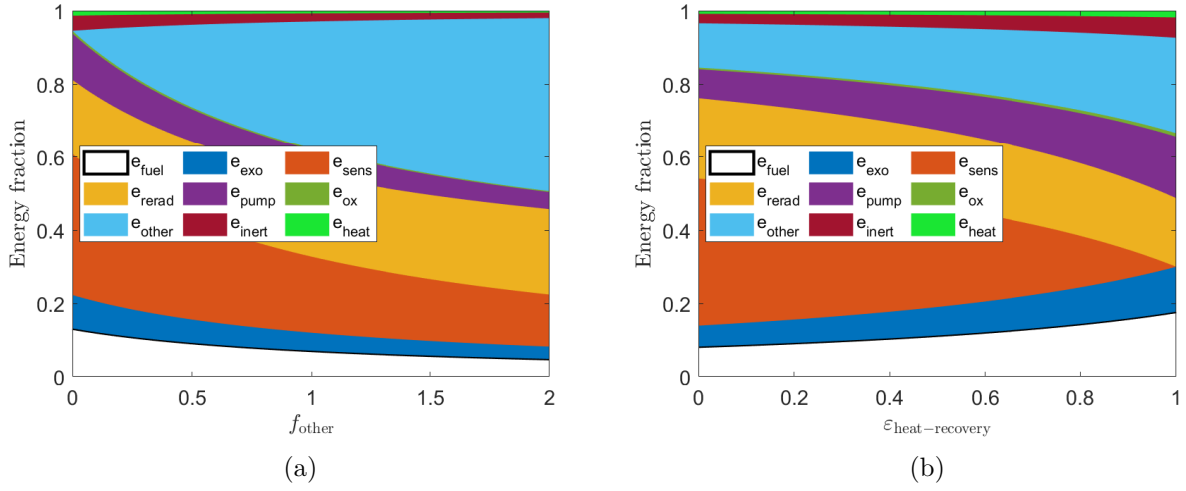 1
0.8
0.6
0.4
0.2
0
Energy fraction
e_fuel e_exo e_sens
e_rerad e_pump e_ox
e_other e_inert e_heat
0 0.5 1 1.5 2
f_other
(a)
1
0.8
0.6
0.4
0.2
0
Energy fraction
e_fuel e_exo e_sens
e_rerad e_pump e_ox
e_other e_inert e_heat
0 0.2 0.4 0.6 0.8 1
ε_heat−recovery
(b)